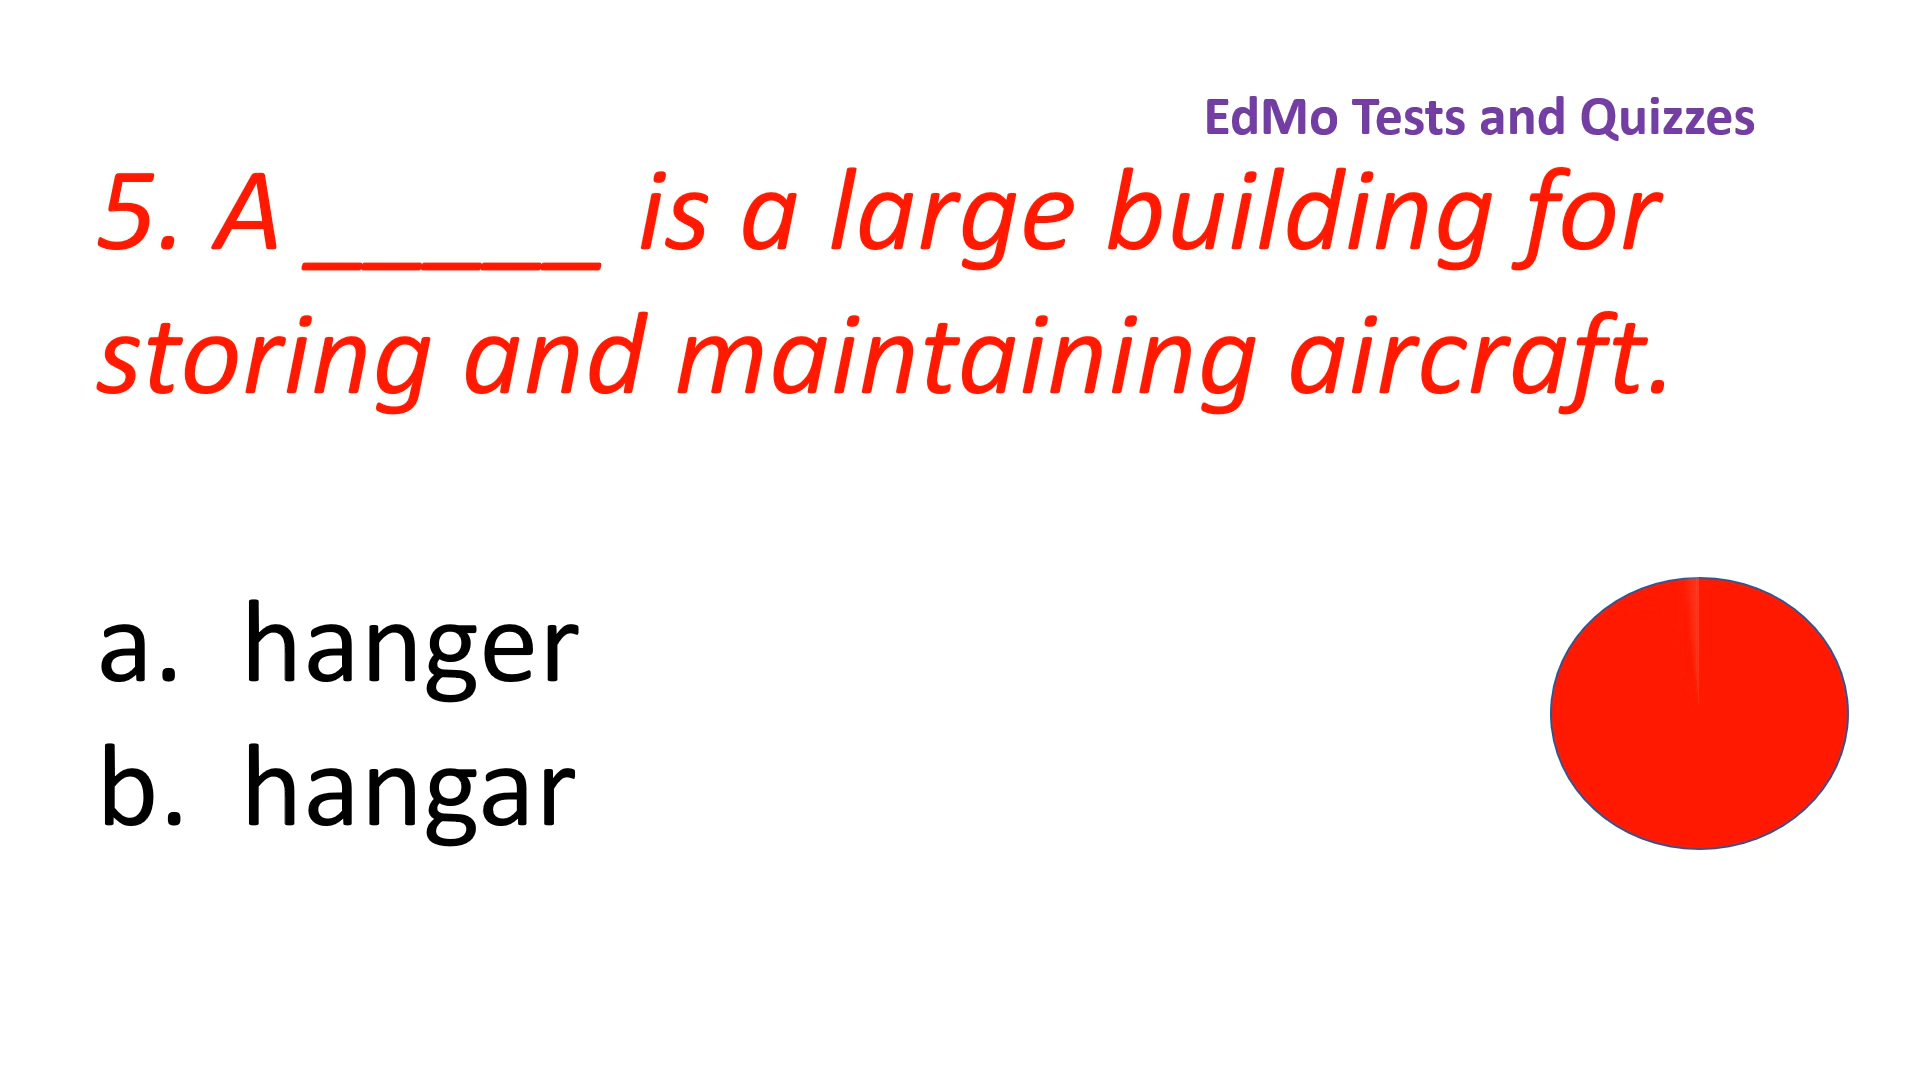 EdMo Tests and Quizzes
5. A ______ is a large building for
storing and maintaining aircraft.
a. hanger
b. hangar